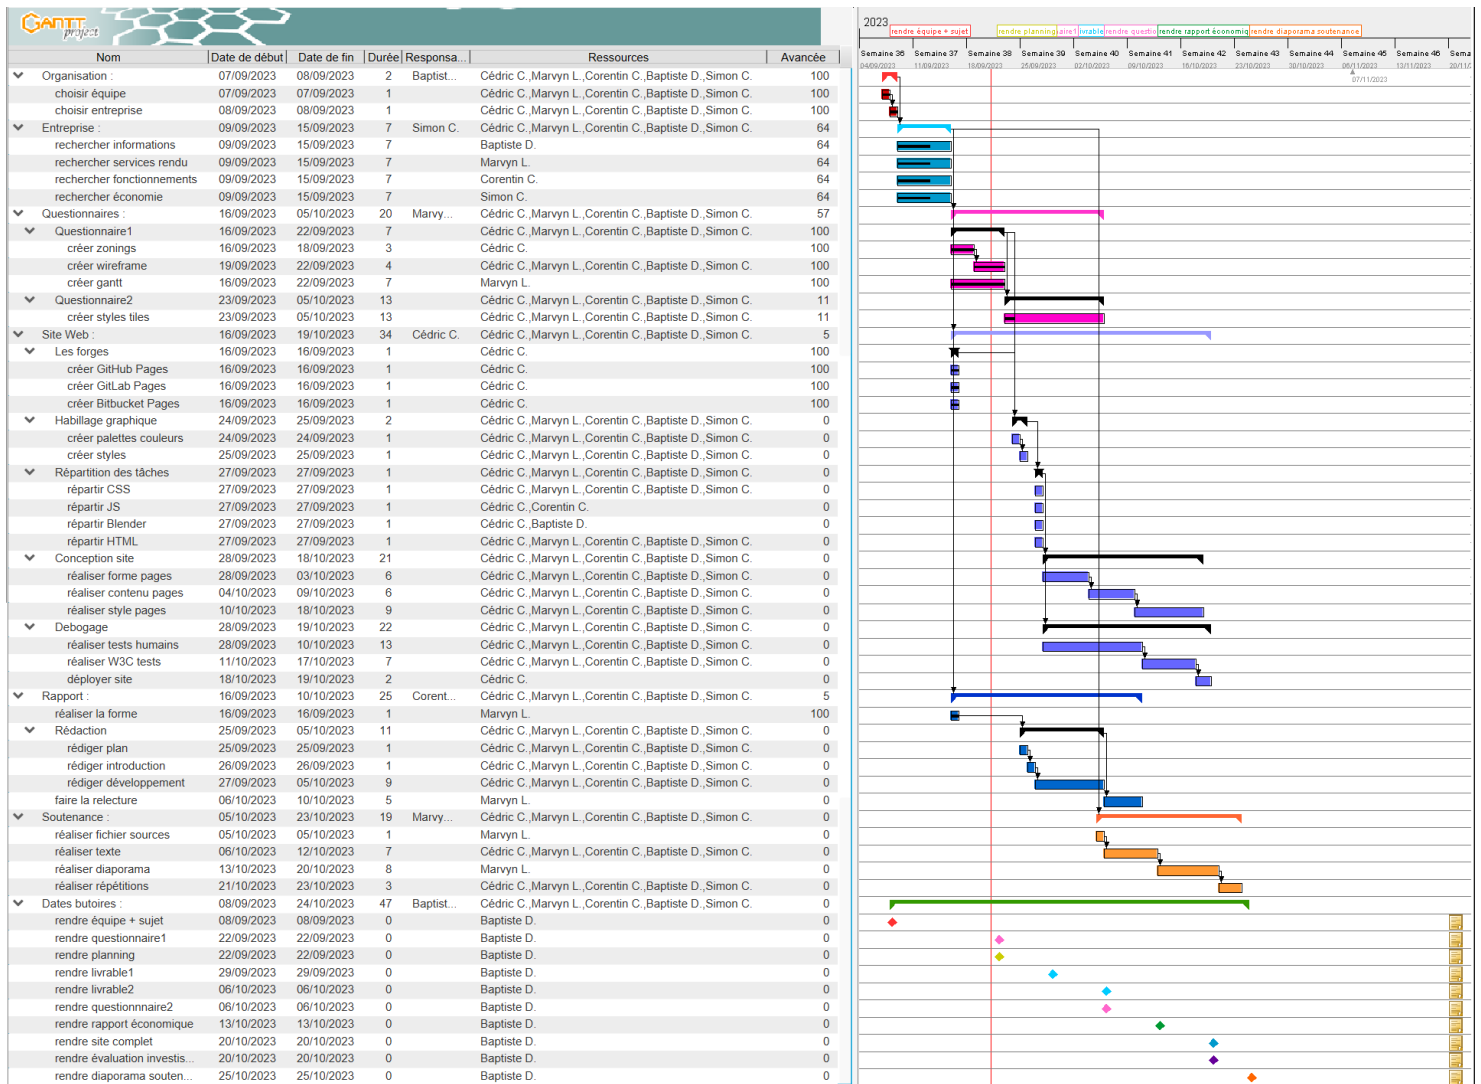 GANTT project
2023
rendre équipe + sujet rendre planning aire1 ivrable rendre questio rendre rapport économiq rendre diaporama soutenance
Semaine 36 Semaine 37 Semaine 38 Semaine 39 Semaine 40 Semaine 41 Semaine 42 Semaine 43 Semaine 44 Semaine 45 Semaine 46 Sema
04/09/2023 11/09/2023 18/09/2023 25/09/2023 02/10/2023 09/10/2023 16/10/2023 23/10/2023 30/10/2023 06/11/2023 13/11/2023 20/11/
07/11/2023
Nom Date de début Date de fin Durée Responsa... Ressources Avancée
Organisation : 07/09/2023 08/09/2023 2 Baptist... Cédric C.,Marvyn L.,Corentin C.,Baptiste D.,Simon C. 100
choisir équipe 07/09/2023 07/09/2023 1 Cédric C.,Marvyn L.,Corentin C.,Baptiste D.,Simon C. 100
choisir entreprise 08/09/2023 08/09/2023 1 Cédric C.,Marvyn L.,Corentin C.,Baptiste D.,Simon C. 100
Entreprise : 09/09/2023 15/09/2023 7 Simon C. Cédric C.,Marvyn L.,Corentin C.,Baptiste D.,Simon C. 64
rechercher informations 09/09/2023 15/09/2023 7 Baptiste D. 64
rechercher services rendu 09/09/2023 15/09/2023 7 Marvyn L. 64
rechercher fonctionnements 09/09/2023 15/09/2023 7 Corentin C. 64
rechercher économie 09/09/2023 15/09/2023 7 Simon C. 64
Questionnaires : 16/09/2023 05/10/2023 20 Marvy... Cédric C.,Marvyn L.,Corentin C.,Baptiste D.,Simon C. 57
Questionnaire1 16/09/2023 22/09/2023 7 Cédric C.,Marvyn L.,Corentin C.,Baptiste D.,Simon C. 100
créer zonings 16/09/2023 18/09/2023 3 Cédric C. 100
créer wireframe 19/09/2023 22/09/2023 4 Cédric C.,Marvyn L.,Corentin C.,Baptiste D.,Simon C. 100
créer gantt 16/09/2023 22/09/2023 7 Marvyn L. 100
Questionnaire2 23/09/2023 05/10/2023 13 Cédric C.,Marvyn L.,Corentin C.,Baptiste D.,Simon C. 11
créer styles tiles 23/09/2023 05/10/2023 13 Cédric C.,Marvyn L.,Corentin C.,Baptiste D.,Simon C. 11
Site Web : 16/09/2023 19/10/2023 34 Cédric C. Cédric C.,Marvyn L.,Corentin C.,Baptiste D.,Simon C. 5
Les forges 16/09/2023 16/09/2023 1 Cédric C. 100
créer GitHub Pages 16/09/2023 16/09/2023 1 Cédric C. 100
créer GitLab Pages 16/09/2023 16/09/2023 1 Cédric C. 100
créer Bitbucket Pages 16/09/2023 16/09/2023 1 Cédric C. 100
Habillage graphique 24/09/2023 25/09/2023 2 Cédric C.,Marvyn L.,Corentin C.,Baptiste D.,Simon C. 0
créer palettes couleurs 24/09/2023 24/09/2023 1 Cédric C.,Marvyn L.,Corentin C.,Baptiste D.,Simon C. 0
créer styles 25/09/2023 25/09/2023 1 Cédric C.,Marvyn L.,Corentin C.,Baptiste D.,Simon C. 0
Répartition des tâches 27/09/2023 27/09/2023 1 Cédric C.,Marvyn L.,Corentin C.,Baptiste D.,Simon C. 0
répartir CSS 27/09/2023 27/09/2023 1 Cédric C.,Marvyn L.,Corentin C.,Baptiste D.,Simon C. 0
répartir JS 27/09/2023 27/09/2023 1 Cédric C.,Corentin C. 0
répartir Blender 27/09/2023 27/09/2023 1 Cédric C.,Baptiste D. 0
répartir HTML 27/09/2023 27/09/2023 1 Cédric C.,Marvyn L.,Corentin C.,Baptiste D.,Simon C. 0
Conception site 28/09/2023 18/10/2023 21 Cédric C.,Marvyn L.,Corentin C.,Baptiste D.,Simon C. 0
réaliser forme pages 28/09/2023 03/10/2023 6 Cédric C.,Marvyn L.,Corentin C.,Baptiste D.,Simon C. 0
réaliser contenu pages 04/10/2023 09/10/2023 6 Cédric C.,Marvyn L.,Corentin C.,Baptiste D.,Simon C. 0
réaliser style pages 10/10/2023 18/10/2023 9 Cédric C.,Marvyn L.,Corentin C.,Baptiste D.,Simon C. 0
Debogage 28/09/2023 19/10/2023 22 Cédric C.,Marvyn L.,Corentin C.,Baptiste D.,Simon C. 0
réaliser tests humains 28/09/2023 10/10/2023 13 Cédric C.,Marvyn L.,Corentin C.,Baptiste D.,Simon C. 0
réaliser W3C tests 11/10/2023 17/10/2023 7 Cédric C.,Marvyn L.,Corentin C.,Baptiste D.,Simon C. 0
déployer site 18/10/2023 19/10/2023 2 Cédric C. 0
Rapport : 16/09/2023 10/10/2023 25 Corent... Cédric C.,Marvyn L.,Corentin C.,Baptiste D.,Simon C. 5
réaliser la forme 16/09/2023 16/09/2023 1 Marvyn L. 100
Rédaction 25/09/2023 05/10/2023 11 Cédric C.,Marvyn L.,Corentin C.,Baptiste D.,Simon C. 0
rédiger plan 25/09/2023 25/09/2023 1 Cédric C.,Marvyn L.,Corentin C.,Baptiste D.,Simon C. 0
rédiger introduction 26/09/2023 26/09/2023 1 Cédric C.,Marvyn L.,Corentin C.,Baptiste D.,Simon C. 0
rédiger développement 27/09/2023 05/10/2023 9 Cédric C.,Marvyn L.,Corentin C.,Baptiste D.,Simon C. 0
faire la relecture 06/10/2023 10/10/2023 5 Marvyn L. 0
Soutenance : 05/10/2023 23/10/2023 19 Marvy... Cédric C.,Marvyn L.,Corentin C.,Baptiste D.,Simon C. 0
réaliser fichier sources 05/10/2023 05/10/2023 1 Marvyn L. 0
réaliser texte 06/10/2023 12/10/2023 7 Cédric C.,Marvyn L.,Corentin C.,Baptiste D.,Simon C. 0
réaliser diaporama 13/10/2023 20/10/2023 8 Marvyn L. 0
réaliser répétitions 21/10/2023 23/10/2023 3 Cédric C.,Marvyn L.,Corentin C.,Baptiste D.,Simon C. 0
Dates butoires : 08/09/2023 24/10/2023 47 Baptist... Cédric C.,Marvyn L.,Corentin C.,Baptiste D.,Simon C. 0
rendre équipe + sujet 08/09/2023 08/09/2023 0 Baptiste D. 0
rendre questionnaire1 22/09/2023 22/09/2023 0 Baptiste D. 0
rendre planning 22/09/2023 22/09/2023 0 Baptiste D. 0
rendre livrable1 29/09/2023 29/09/2023 0 Baptiste D. 0
rendre livrable2 06/10/2023 06/10/2023 0 Baptiste D. 0
rendre questionnnaire2 06/10/2023 06/10/2023 0 Baptiste D. 0
rendre rapport économique 13/10/2023 13/10/2023 0 Baptiste D. 0
rendre site complet 20/10/2023 20/10/2023 0 Baptiste D. 0
rendre évaluation investis... 20/10/2023 20/10/2023 0 Baptiste D. 0
rendre diaporama souten... 25/10/2023 25/10/2023 0 Baptiste D. 0